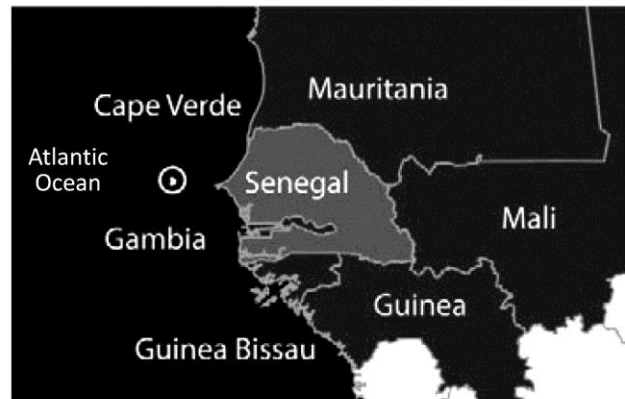 Mauritania
Cape Verde
Atlantic
Ocean
Senegal
Mali
Gambia
Guinea
Guinea Bissau